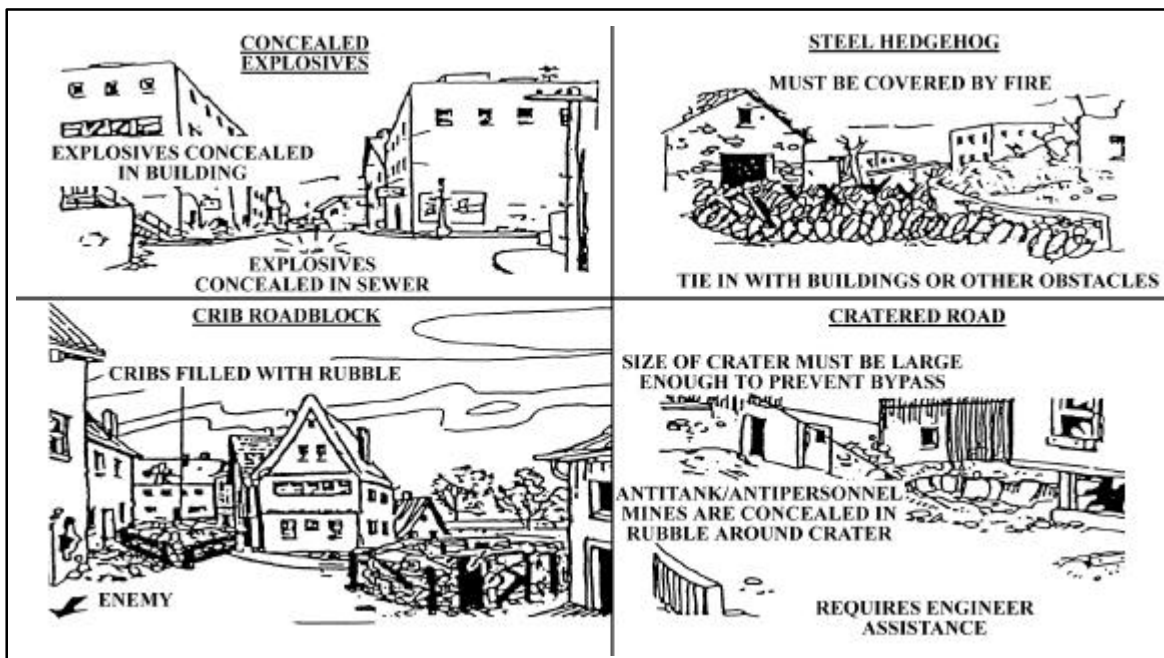 CONCEALED
EXPLOSIVES
EXPLOSIVES CONCEALED
IN BUILDING
EXPLOSIVES
CONCEALED IN SEWER
STEEL HEDGEHOG
MUST BE COVERED BY FIRE
TIE IN WITH BUILDINGS OR OTHER OBSTACLES
CRIB ROADBLOCK
CRIBS FILLED WITH RUBBLE
ENEMY
CRATERED ROAD
SIZE OF CRATER MUST BE LARGE
ENOUGH TO PREVENT BYPASS
ANTITANK/ANTIPERSONNEL
MINES ARE CONCEALED IN
RUBBLE AROUND CRATER
REQUIRES ENGINEER
ASSISTANCE